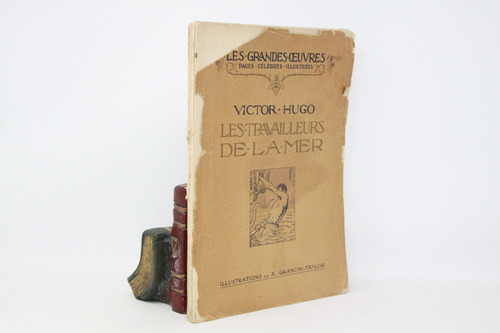 LES·GRANDES·ŒUVRES
PAGES·CÉLÈBRES·ILLUSTRÉES
VICTOR·HUGO
LES·TRAVAILLEURS
DE·LA·MER
ILLUSTRATIONS DE A. GRANCHI-TAYLOR